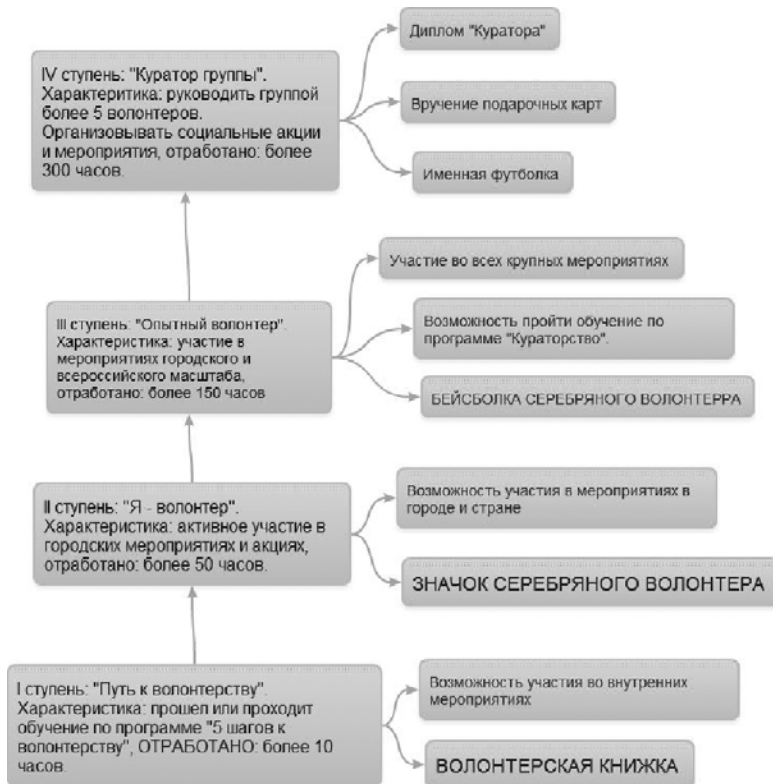 IV ступень: "Куратор группы".
Характеритика: руководить группой
более 5 волонтеров.
Организовывать социальные акции
и мероприятия, отработано: более
300 часов.
Диплом "Куратора"
Вручение подарочных карт
Именная футболка
III ступень: "Опытный волонтер".
Характеристика: участие в
мероприятиях городского и
всероссийского масштаба,
отработано: более 150 часов
Участие во всех крупных мероприятиях
Возможность пройти обучение по
программе "Кураторство".
БЕЙСБОЛКА СЕРЕБРЯНОГО ВОЛОНТЕРРА
II ступень: "Я - волонтер".
Характеристика: активное участие в
городских мероприятиях и акциях,
отработано: более 50 часов.
Возможность участия в мероприятиях в
городе и стране
ЗНАЧОК СЕРЕБРЯНОГО ВОЛОНТЕРА
I ступень: "Путь к волонтерству".
Характеристика: прошел или проходит
обучение по программе "5 шагов к
волонтерству", ОТРАБОТАНО: более 10
часов.
Возможность участия во внутренних
мероприятиях
ВОЛОНТЕРСКАЯ КНИЖКА